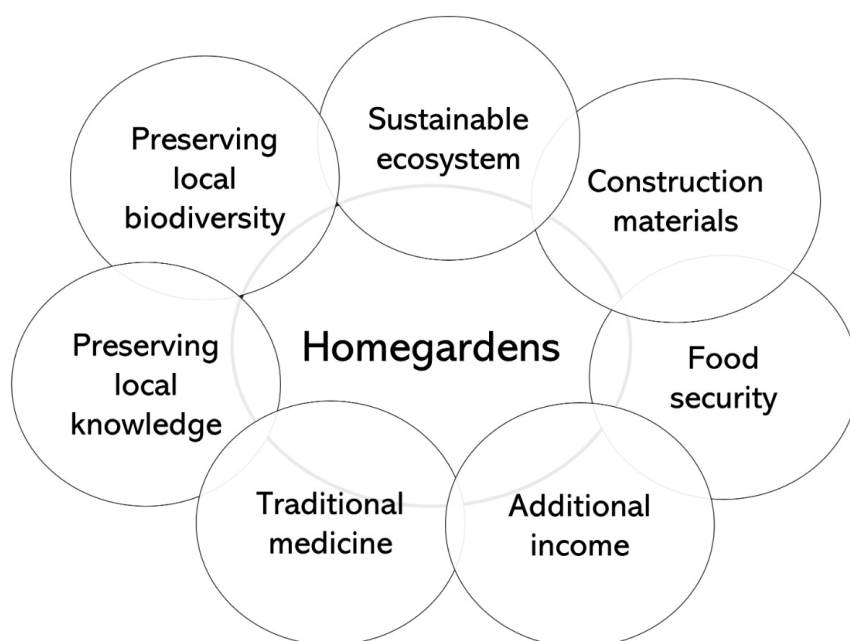 Sustainable
ecosystem
Preserving
local
biodiversity
Construction
materials
Homegardens
Preserving
local
knowledge
Food
security
Traditional
medicine
Additional
income